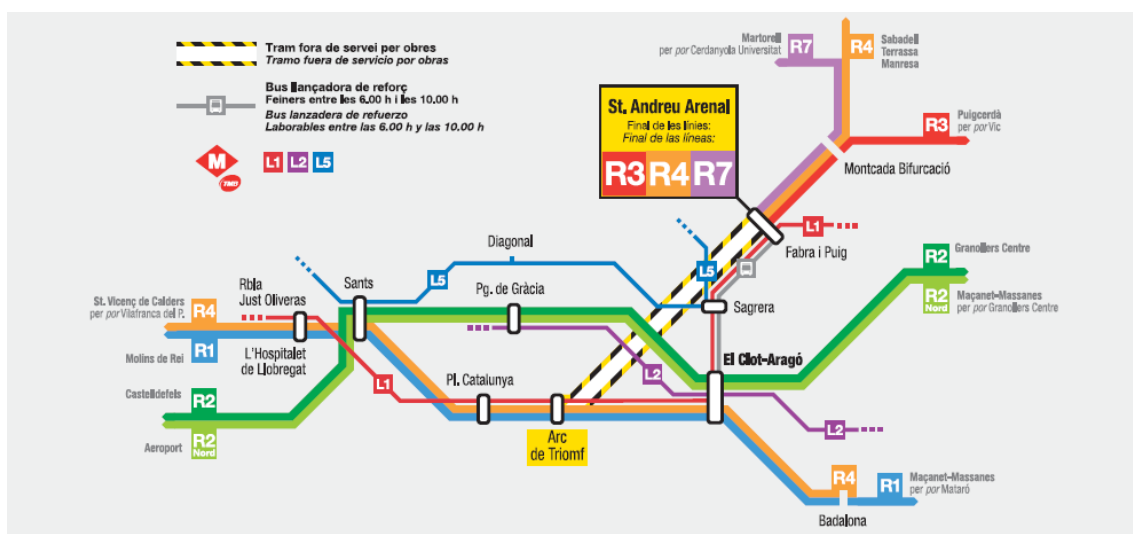 Tram fora de servei per obres
Tramo fuera de servicio por obras
Bus llançadora de reforç
Feiners entre les 6.00 h i les 10.00 h
Bus lanzadera de refuerzo
Laborables entre las 6.00 h y las 10.00 h
M
TMB
L1 L2 L5
Martorell
per por Cerdanyola Universitat
R7
R4
Sabadell
Terrassa
Manresa
St. Andreu Arenal
Final de les línies:
Final de las líneas:
R3 R4 R7
R3
Puigcerdà
per por Vic
Montcada Bifurcació
L1
Fabra i Puig
L5
Sagrera
Diagonal
L5
Sants
Rbla
Just Oliveras
Pg. de Gràcia
R2
Granollers Centre
R2
Nord
Maçanet-Massanes
per por Granollers Centre
St. Vicenç de Calders
per por Vilafranca del P.
R4
Molins de Rei
R1
L'Hospitalet
de Llobregat
El Clot-Aragó
L2
L1
Pl. Catalunya
Castelldefels
R2
Aeroport
R2
Nord
Arc
de Triomf
L2
R4
R1
Maçanet-Massanes
per por Mataró
Badalona